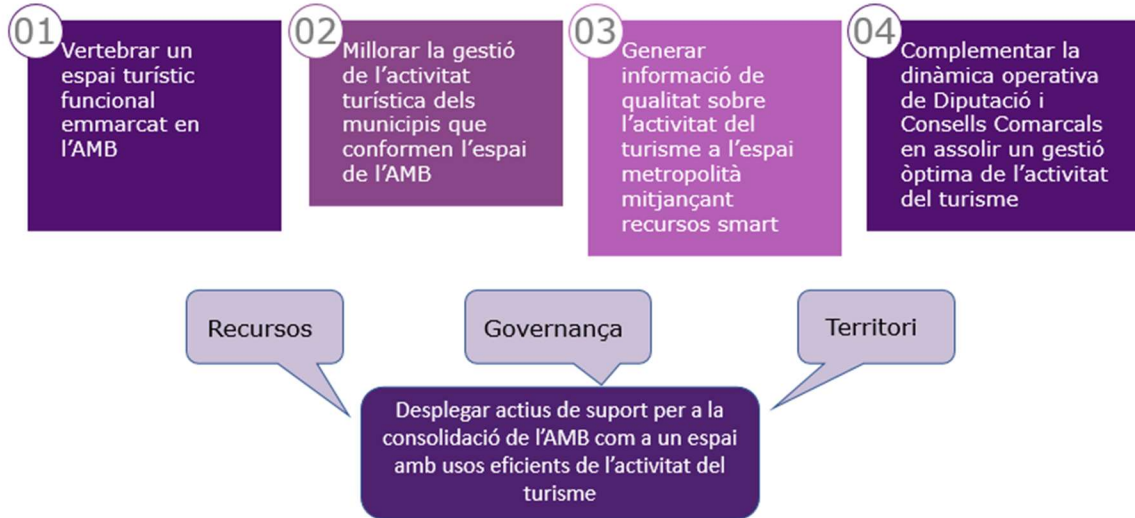 01
Vertebrar un
espai turístic
funcional
emmarcat en
l’AMB
02
Millorar la gestió
de l’activitat
turística dels
municipis que
conformen l’espai
de l’AMB
03
Generar
informació de
qualitat sobre
l’activitat del
turisme a l’espai
metropolità
mitjançant
recursos smart
04
Complementar la
dinàmica operativa
de Diputació i
Consells Comarcals
en assolir un gestió
òptima de l’activitat
del turisme
Recursos
Governança
Territori
Desplegar actius de suport per a la
consolidació de l’AMB com a un espai
amb usos eficients de l’activitat del
turisme